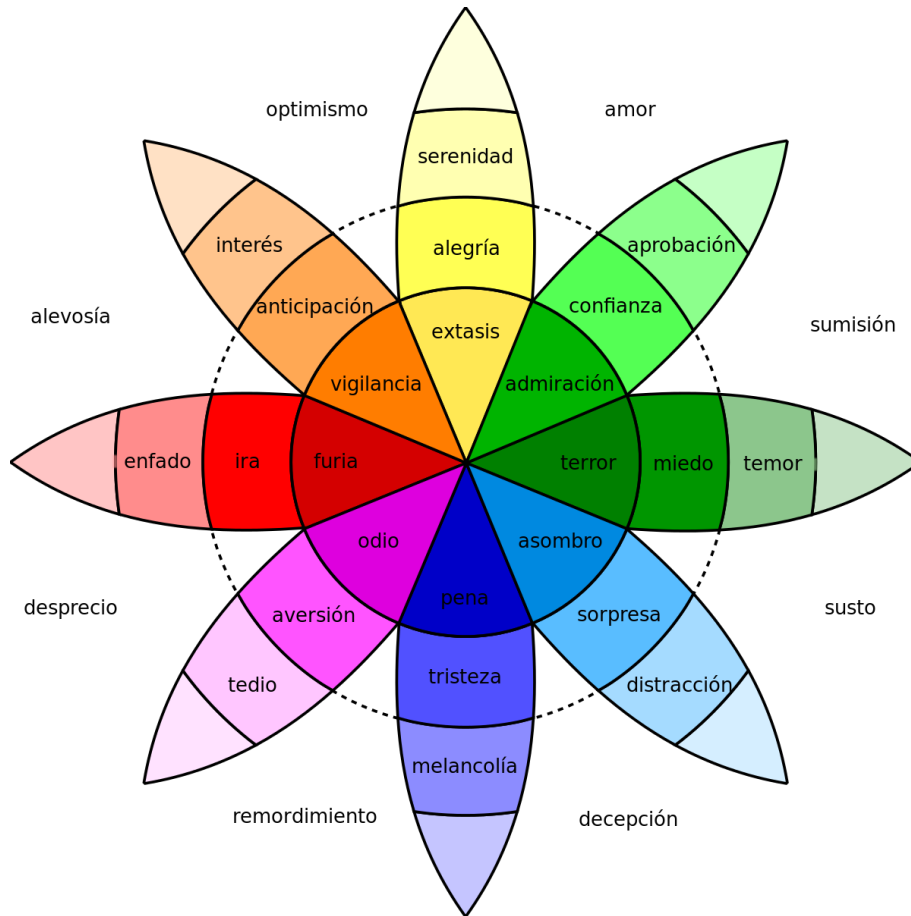 optimismo
amor
serenidad
interés
alegría
aprobación
anticipación
confianza
alevosía
sumisión
extasis
vigilancia
admiración
enfado
ira
furia
terror
miedo
temor
odio
asombro
desprecio
aversión
pena
sorpresa
susto
tedio
tristeza
distracción
melancolía
remordimiento
decepción